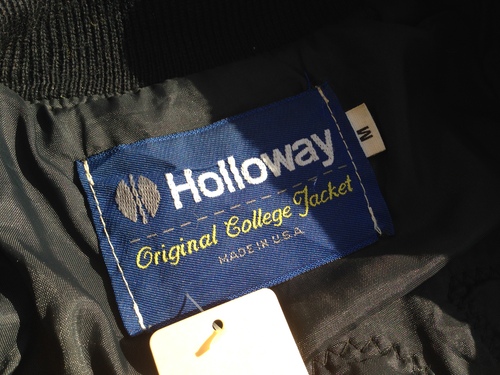 Holloway
M
Original College Jacket
MADE IN U.S.A